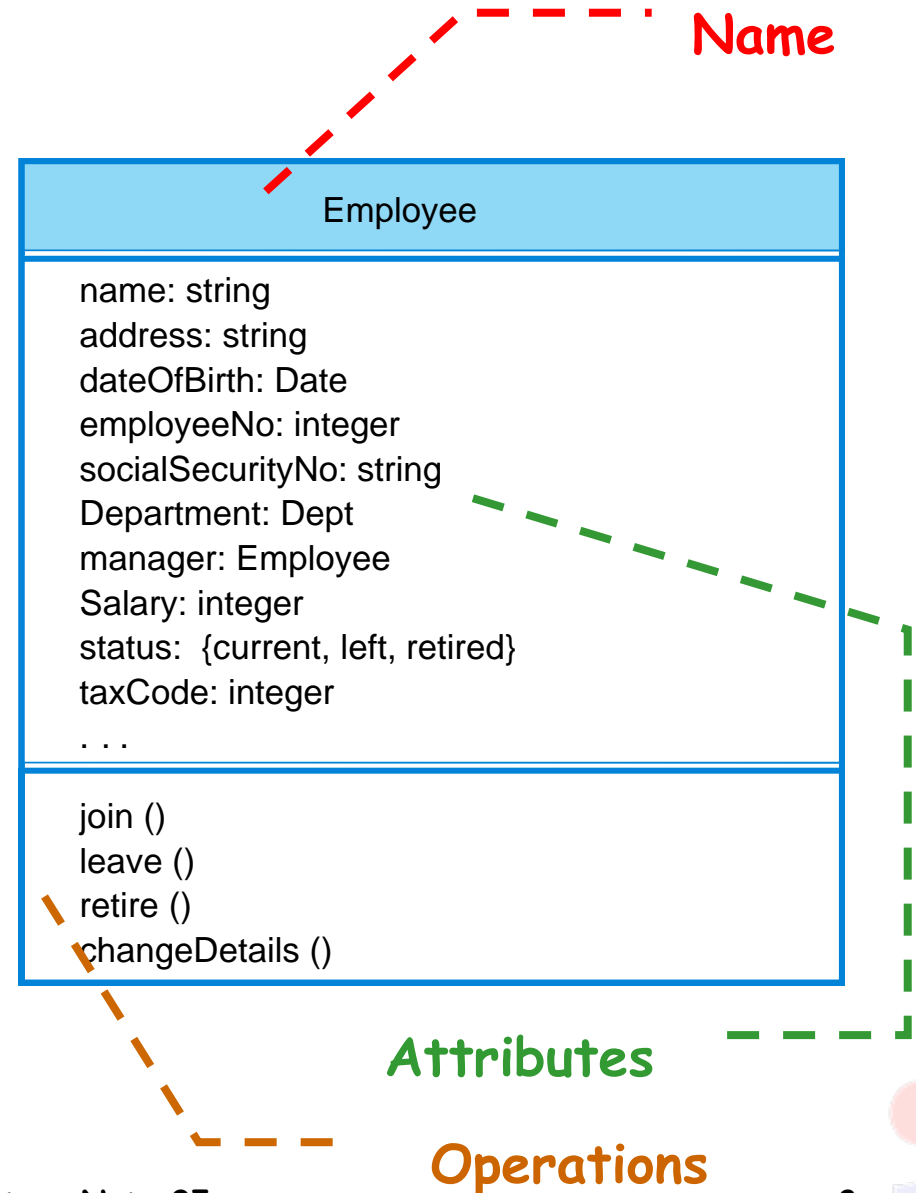 Name
Employee
name: string
address: string
dateOfBirth: Date
employeeNo: integer
socialSecurityNo: string
Department: Dept
manager: Employee
Salary: integer
status:  {current, left, retired}
taxCode: integer
. . .
join ()
leave ()
retire ()
changeDetails ()
Attributes
Operations